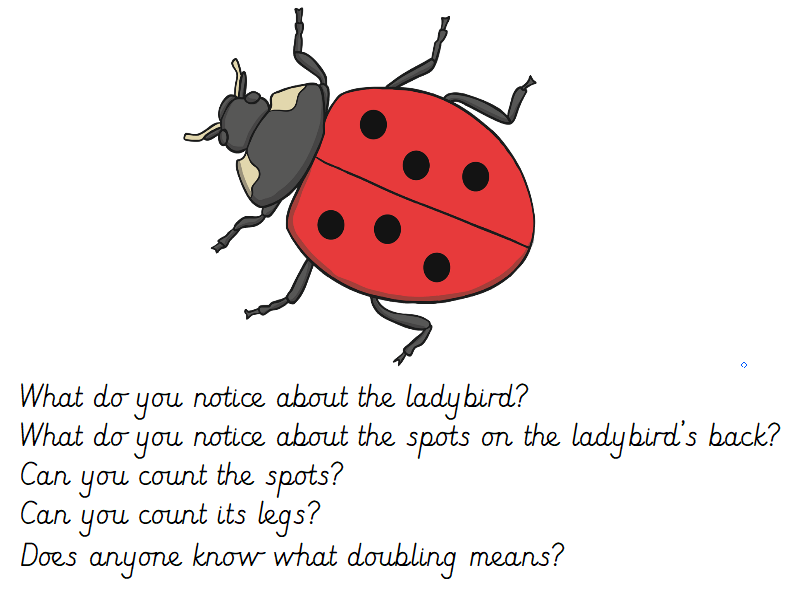 What do you notice about the ladybird?
What do you notice about the spots on the ladybird's back?
Can you count the spots?
Can you count its legs?
Does anyone know what doubling means?